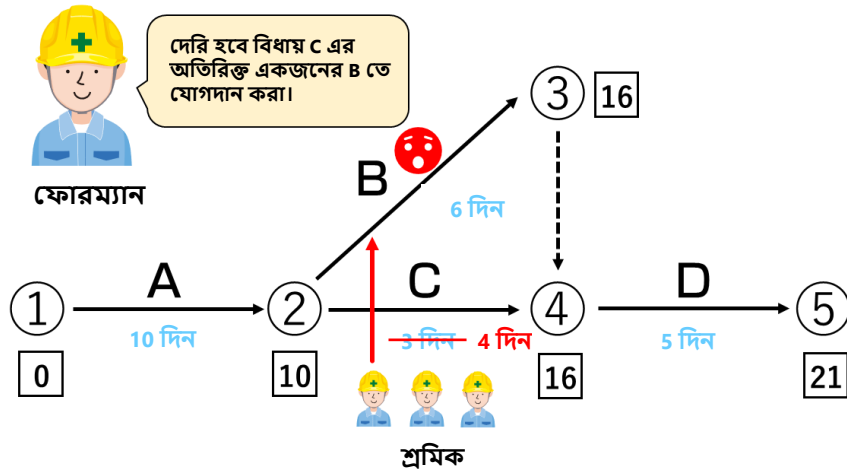 দেরি হবে বিধায় C এর
অতিরিক্ত একজনের B তে
যোগদান করা।
ফোরম্যান
3
16
B
6 দিন
A
C
D
1
2
4
5
10 দিন
3 দিন
4 দিন
5 দিন
0
10
16
21
শ্রমিক